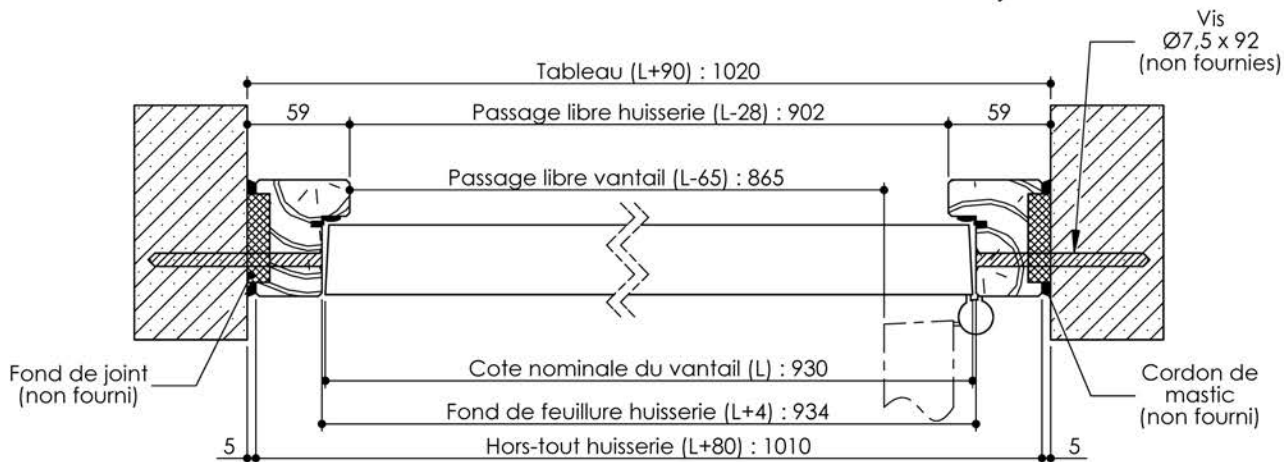 Vis
Ø7,5 x 92
(non fournies)
Tableau (L+90) : 1020
59
Passage libre huisserie (L-28) : 902
59
Passage libre vantail (L-65) : 865
Fond de joint
(non fourni)
Cote nominale du vantail (L) : 930
Cordon de
mastic
(non fourni)
Fond de feuillure huisserie (L+4) : 934
5
Hors-tout huisserie (L+80) : 1010
5